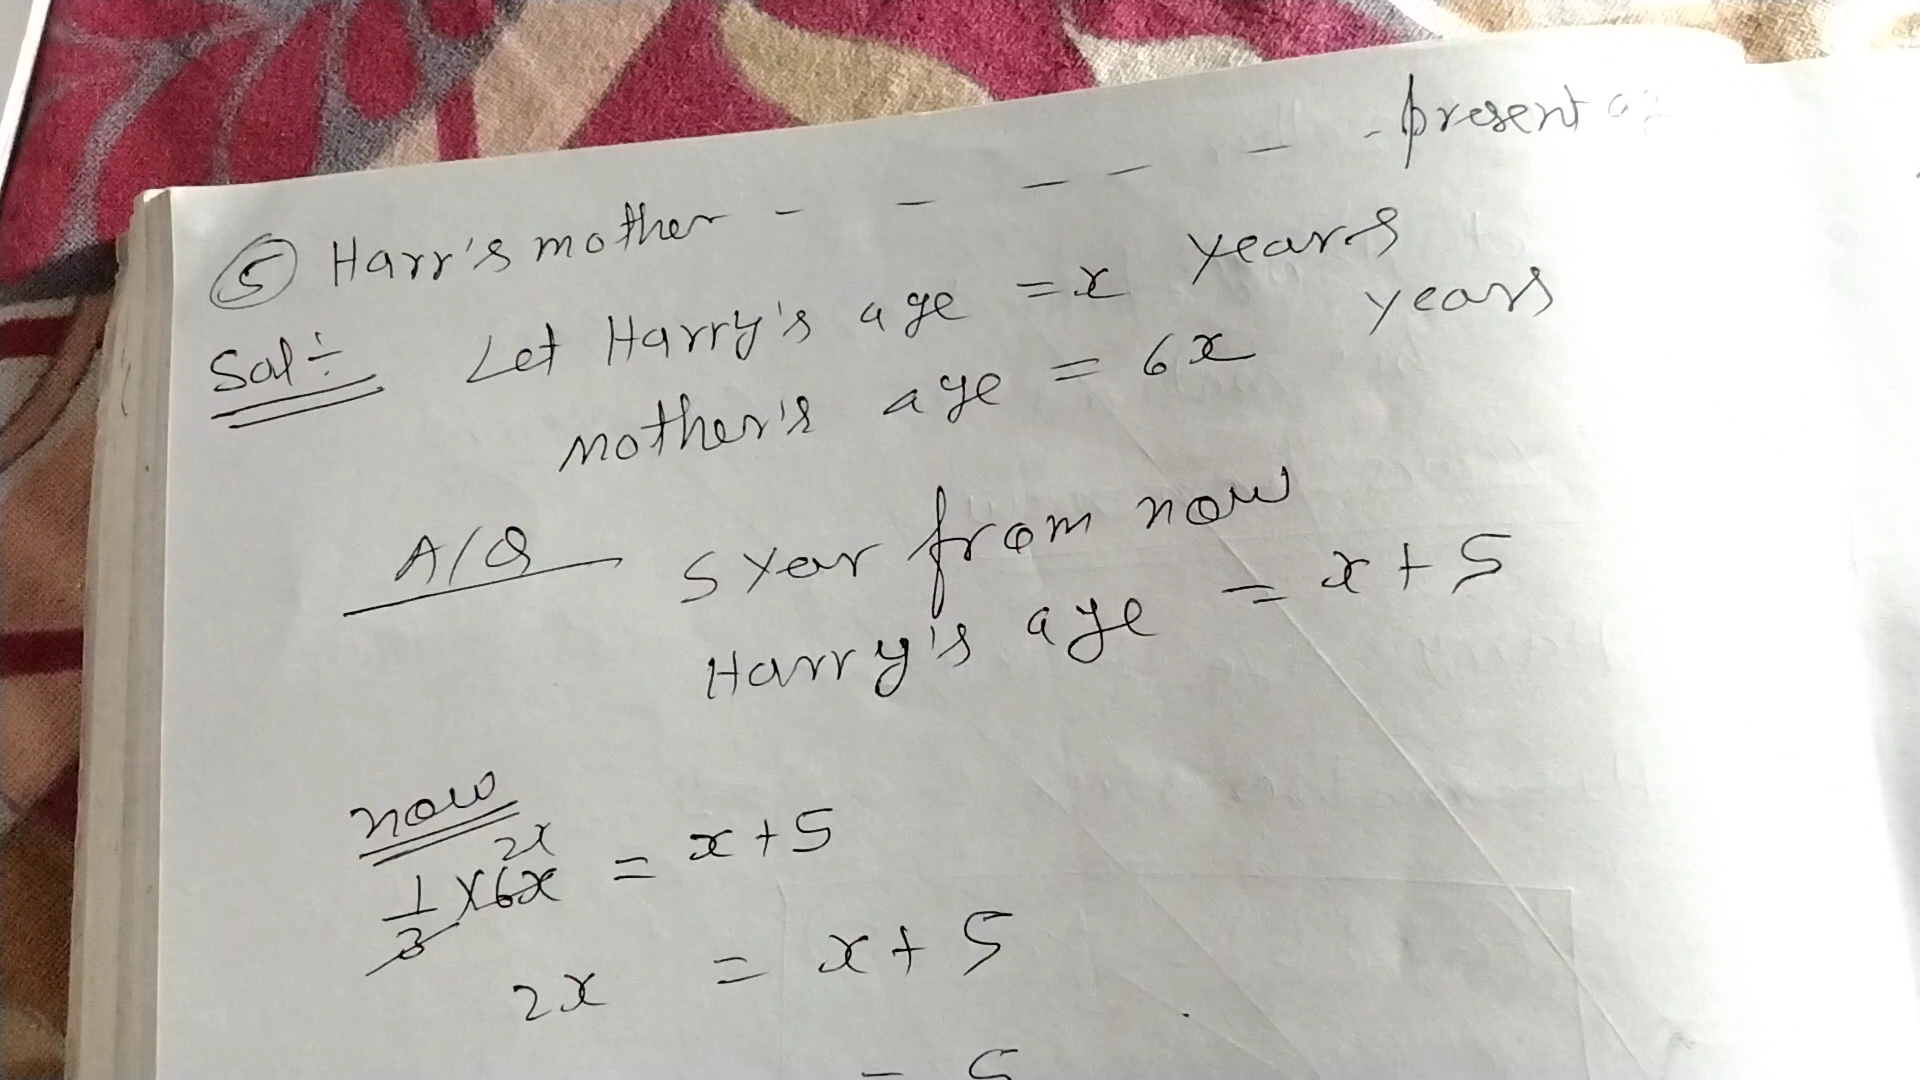 ⑤ Harr's mother - - - - - - present
Sol÷ Let Harry's age = x years
mother's age = 6x years
A/Q 5 year from now
Harry's age = x + 5
now
1/3 × 6x 2x = x + 5
2x = x + 5
= 5